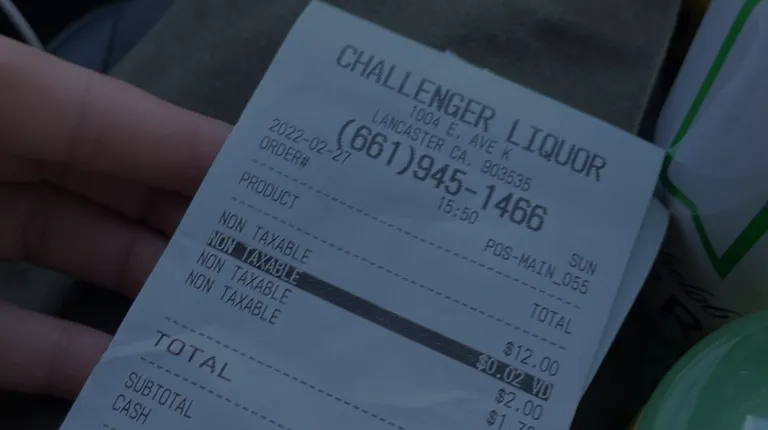 CHALLENGER LIQUOR
1004 E. AVE K
LANCASTER CA. 903535
(661)945-1466
2022-02-27 15:50 SUN
ORDER# POS-MAIN_055
PRODUCT TOTAL
NON TAXABLE $12.00
NON TAXABLE $0.02 VD
NON TAXABLE $2.00
NON TAXABLE
TOTAL
SUBTOTAL
CASH